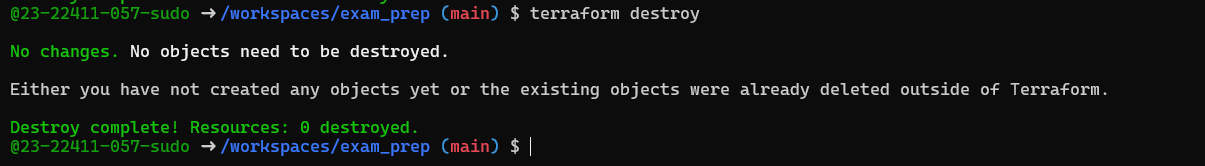 @23-22411-057-sudo ➜ /workspaces/exam_prep (main) $ terraform destroy
No changes. No objects need to be destroyed.
Either you have not created any objects yet or the existing objects were already deleted outside of Terraform.
Destroy complete! Resources: 0 destroyed.
@23-22411-057-sudo ➜ /workspaces/exam_prep (main) $